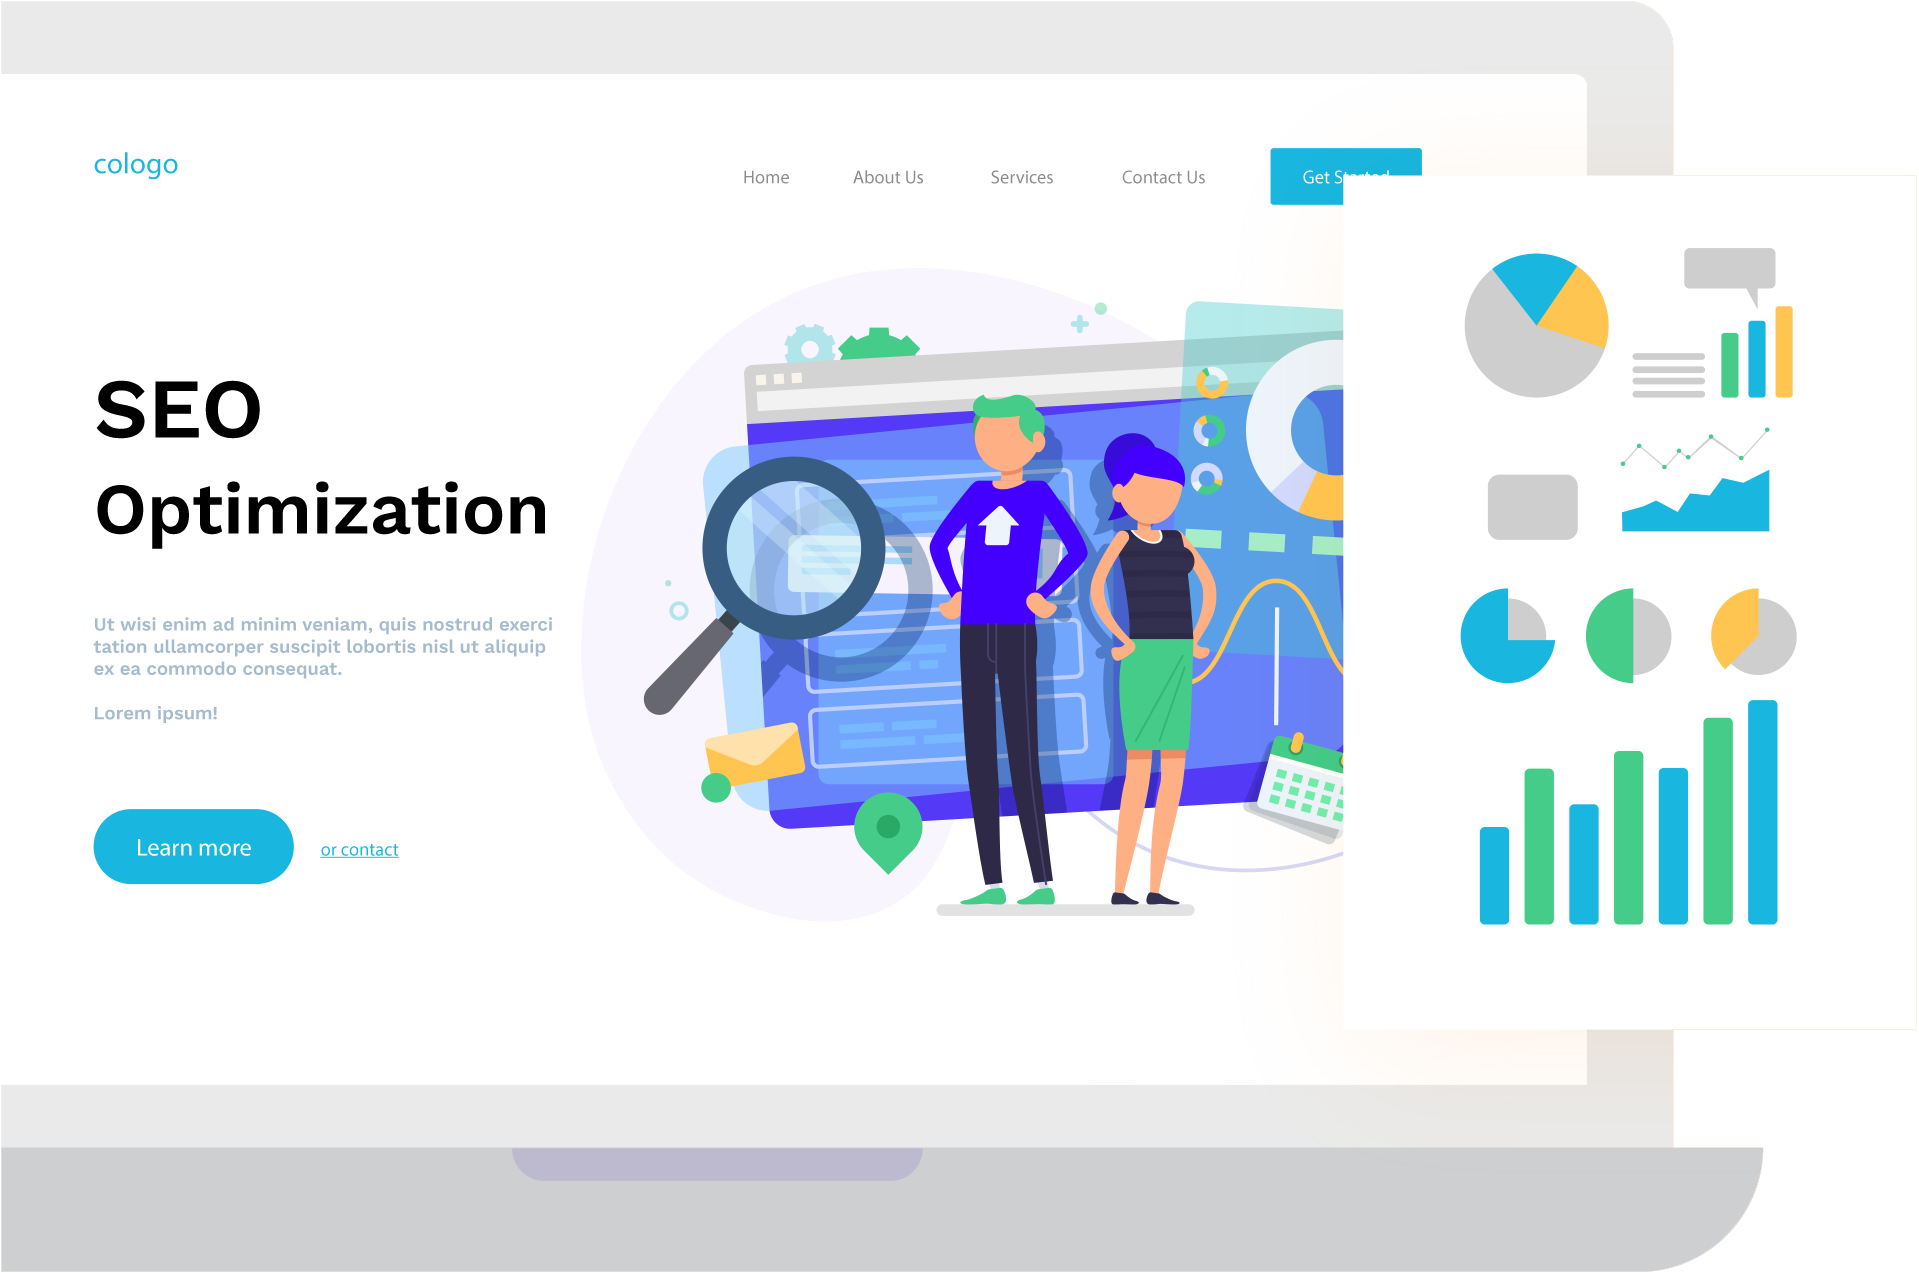 cologo
Home
About Us
Services
Contact Us
Get Started
SEO
Optimization
Ut wisi enim ad minim veniam, quis nostrud exerci
tation ullamcorper suscipit lobortis nisl ut aliquip
ex ea commodo consequat.
Lorem ipsum!
Learn more
or contact